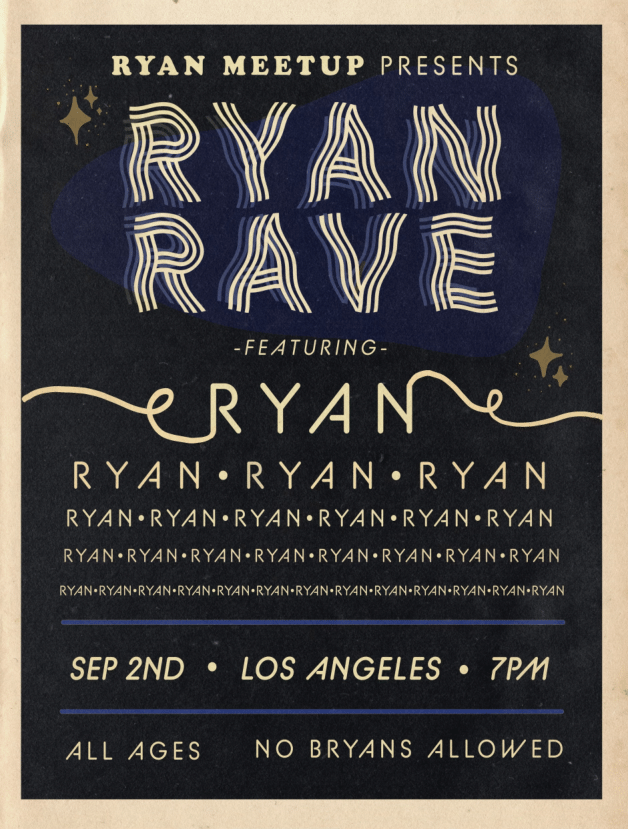 RYAN MEETUP PRESENTS
RYAN
RAVE
-FEATURING-
RYAN
RYAN • RYAN • RYAN
RYAN•RYAN•RYAN•RYAN•RYAN•RYAN
RYAN•RYAN•RYAN•RYAN•RYAN•RYAN•RYAN•RYAN
RYAN•RYAN•RYAN•RYAN•RYAN•RYAN•RYAN•RYAN•RYAN•RYAN•RYAN•RYAN•RYAN
SEP 2ND • LOS ANGELES • 7PM
ALL AGES NO BRYANS ALLOWED